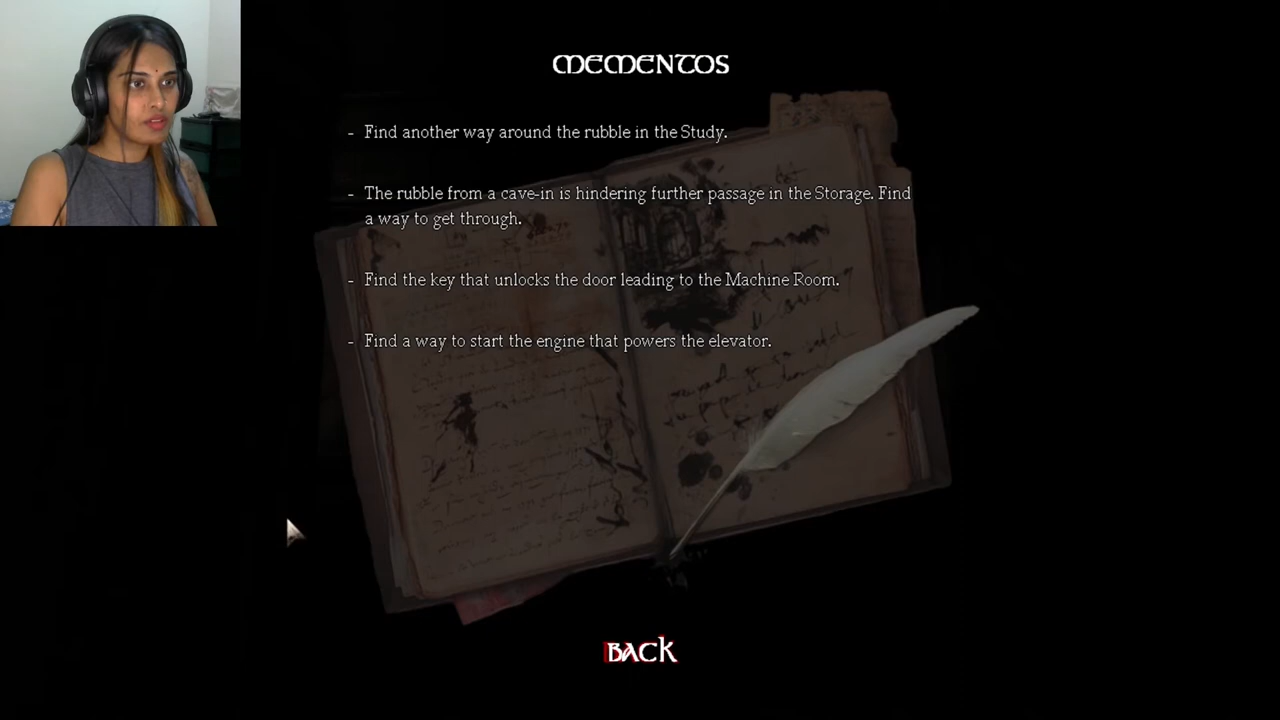 MEMENTOS
- Find another way around the rubble in the Study.
- The rubble from a cave-in is hindering further passage in the Storage. Find
a way to get through.
- Find the key that unlocks the door leading to the Machine Room.
- Find a way to start the engine that powers the elevator.
BACK